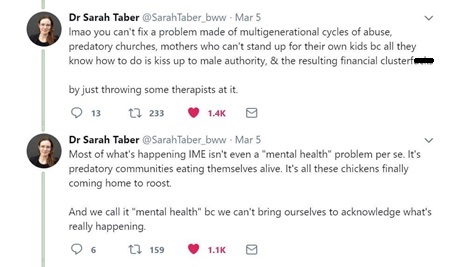 Dr Sarah Taber @SarahTaber_bww · Mar 5
lmao you can't fix a problem made of multigenerational cycles of abuse,
predatory churches, mothers who can't stand up for their own kids bc all they
know how to do is kiss up to male authority, & the resulting financial clusterf
by just throwing some therapists at it.
13 233 1.4K
Dr Sarah Taber @SarahTaber_bww · Mar 5
Most of what's happening IME isn't even a "mental health" problem per se. It's
predatory communities eating themselves alive. It's all these chickens finally
coming home to roost.
And we call it "mental health" bc we can't bring ourselves to acknowledge what's
really happening.
6 159 1.1K